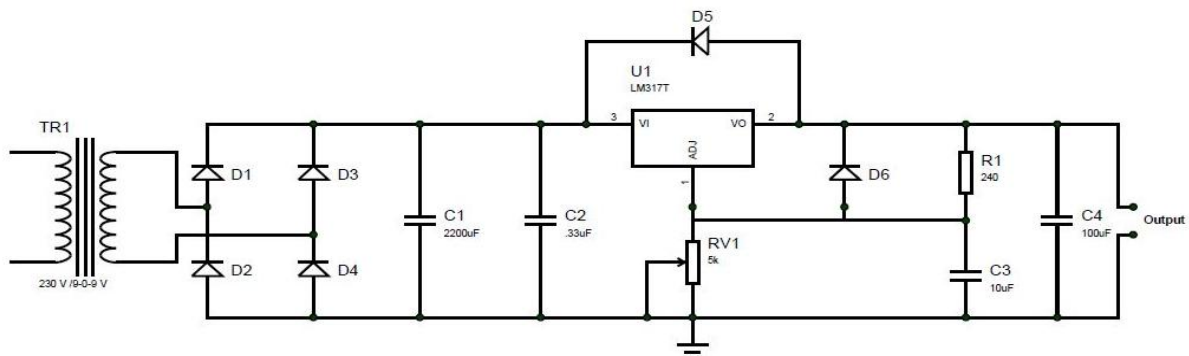 D5
U1
LM317T
TR1
3
VI
VO
2
ADJ
1
D1
D3
D6
R1
240
C1
2200uF
C2
.33uF
RV1
5k
C4
100uF
Output
D2
D4
C3
10uF
230 V /9-0-9 V